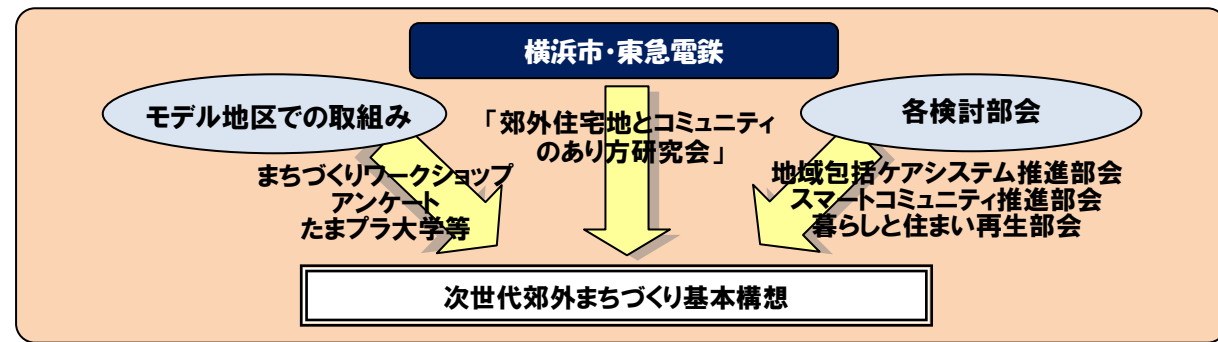 横浜市・東急電鉄
モデル地区での取組み
まちづくりワークショップ
アンケート
たまプラ大学等
「郊外住宅地とコミュニティ
のあり方研究会」
各検討部会
地域包括ケアシステム推進部会
スマートコミュニティ推進部会
暮らしと住まい再生部会
次世代郊外まちづくり基本構想